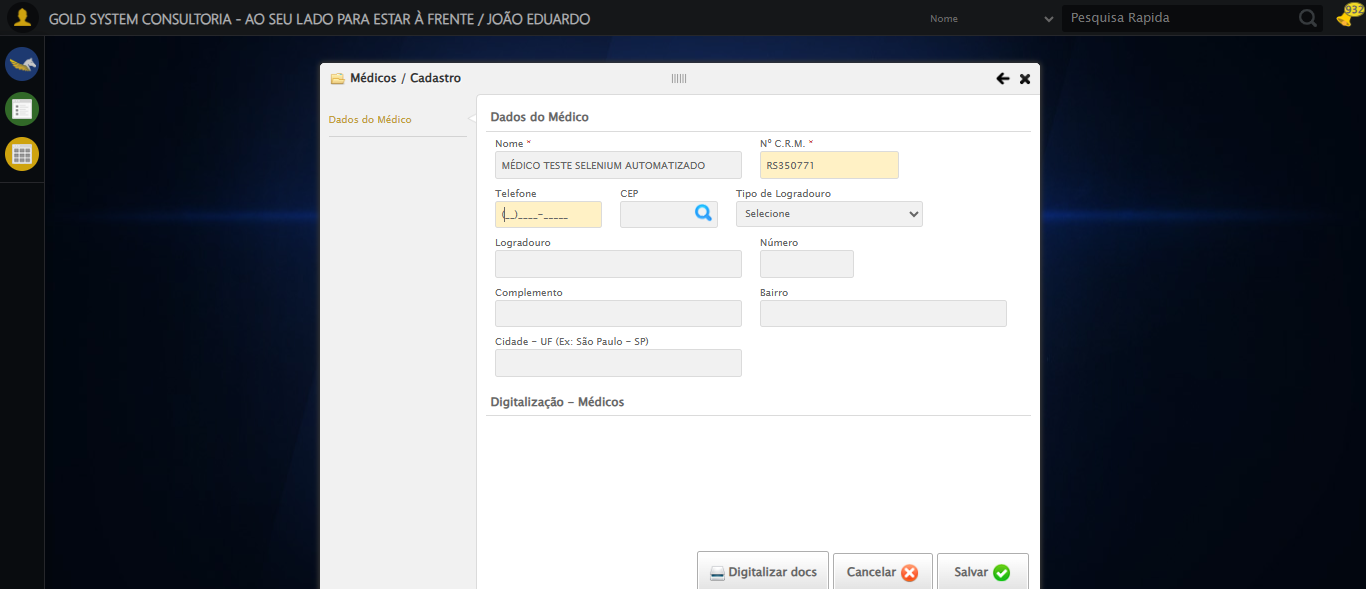 GOLD SYSTEM CONSULTORIA - AO SEU LADO PARA ESTAR À FRENTE / JOÃO EDUARDO
Nome
Pesquisa Rapida
932
Médicos / Cadastro
Dados do Médico
Dados do Médico
Nome *
Nº C.R.M. *
MÉDICO TESTE SELENIUM AUTOMATIZADO
RS350771
Telefone
CEP
Tipo de Logradouro
(__)____-_____
Selecione
Logradouro
Número
Complemento
Bairro
Cidade - UF (Ex: São Paulo - SP)
Digitalização - Médicos
Digitalizar docs
Cancelar
Salvar